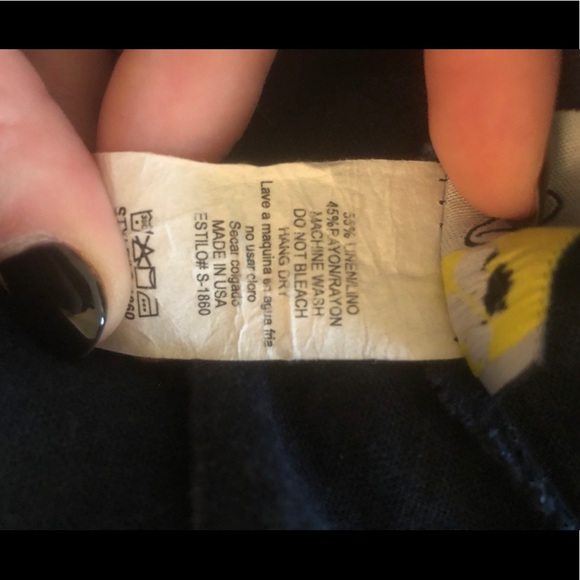 55% LINEN/LINO
45%RAYON/RAYON
MACHINE WASH
DO NOT BLEACH
HANG DRY
Lave a maquina en agua fria
no user cloro
Secar colgado
MADE IN USA
ESTILO# S-1860